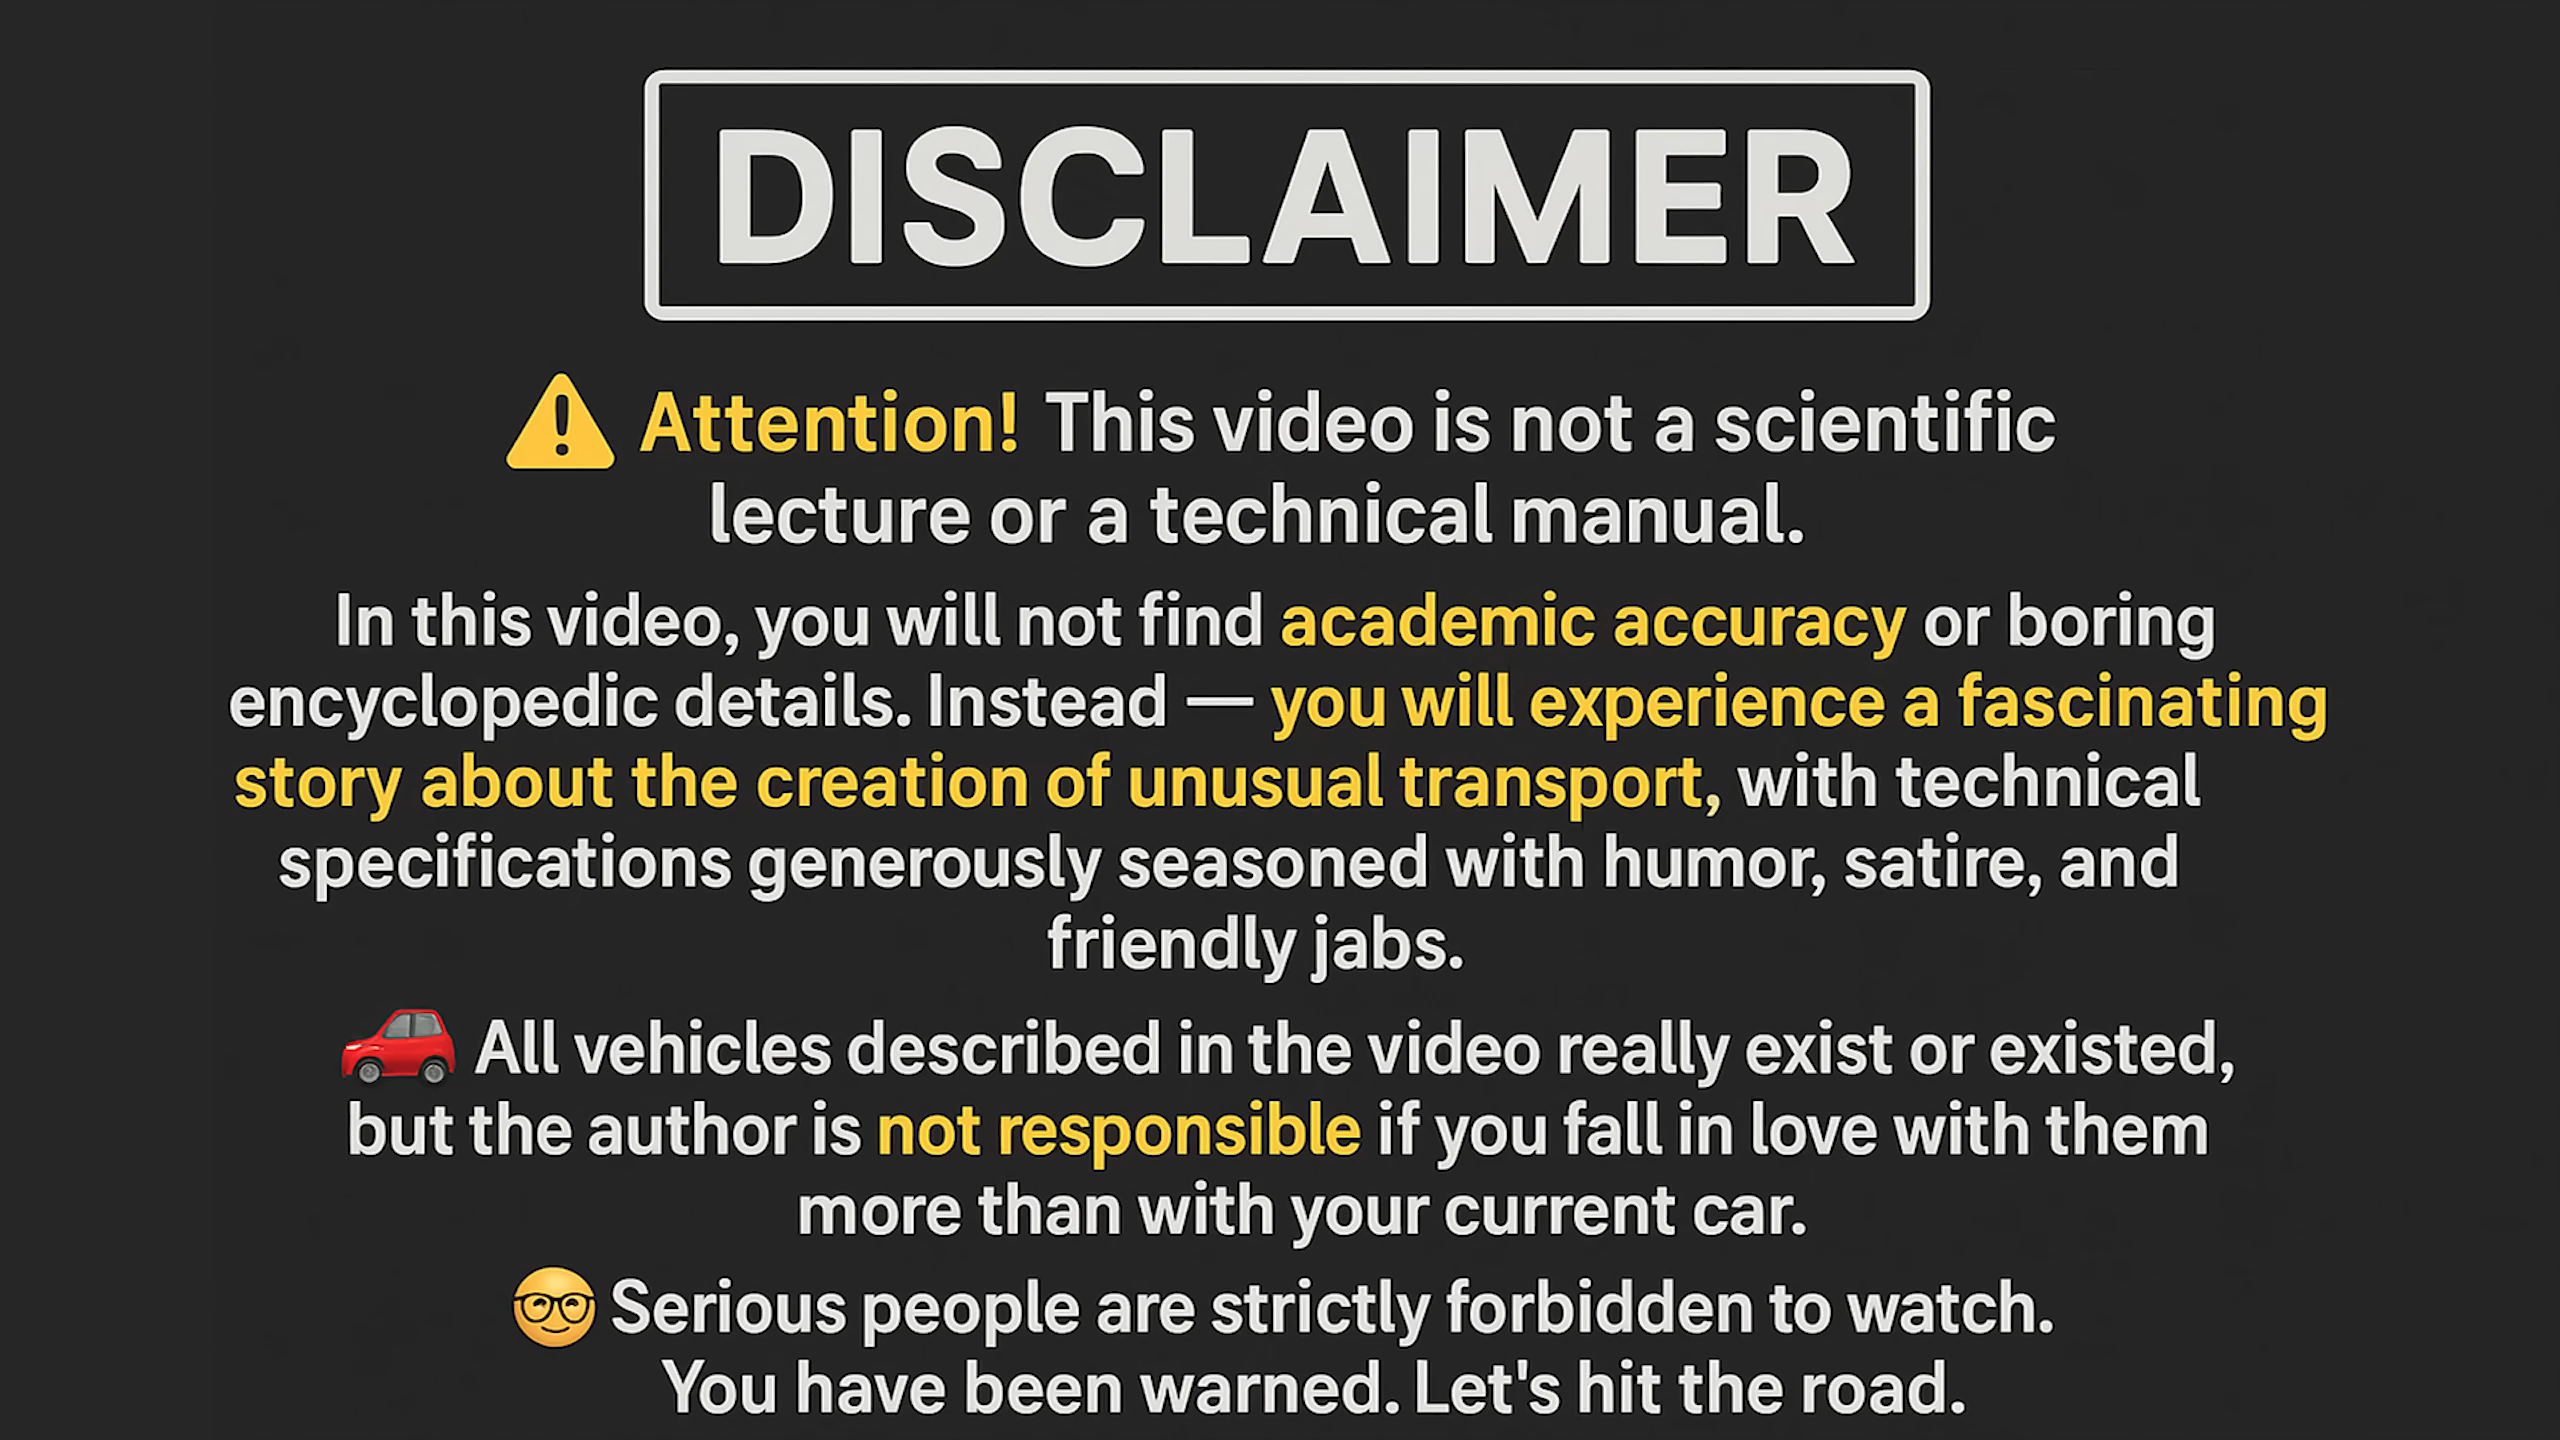 DISCLAIMER
⚠️ Attention! This video is not a scientific
lecture or a technical manual.
In this video, you will not find academic accuracy or boring
encyclopedic details. Instead — you will experience a fascinating
story about the creation of unusual transport, with technical
specifications generously seasoned with humor, satire, and
friendly jabs.
🚗 All vehicles described in the video really exist or existed,
but the author is not responsible if you fall in love with them
more than with your current car.
🤓 Serious people are strictly forbidden to watch.
You have been warned. Let's hit the road.